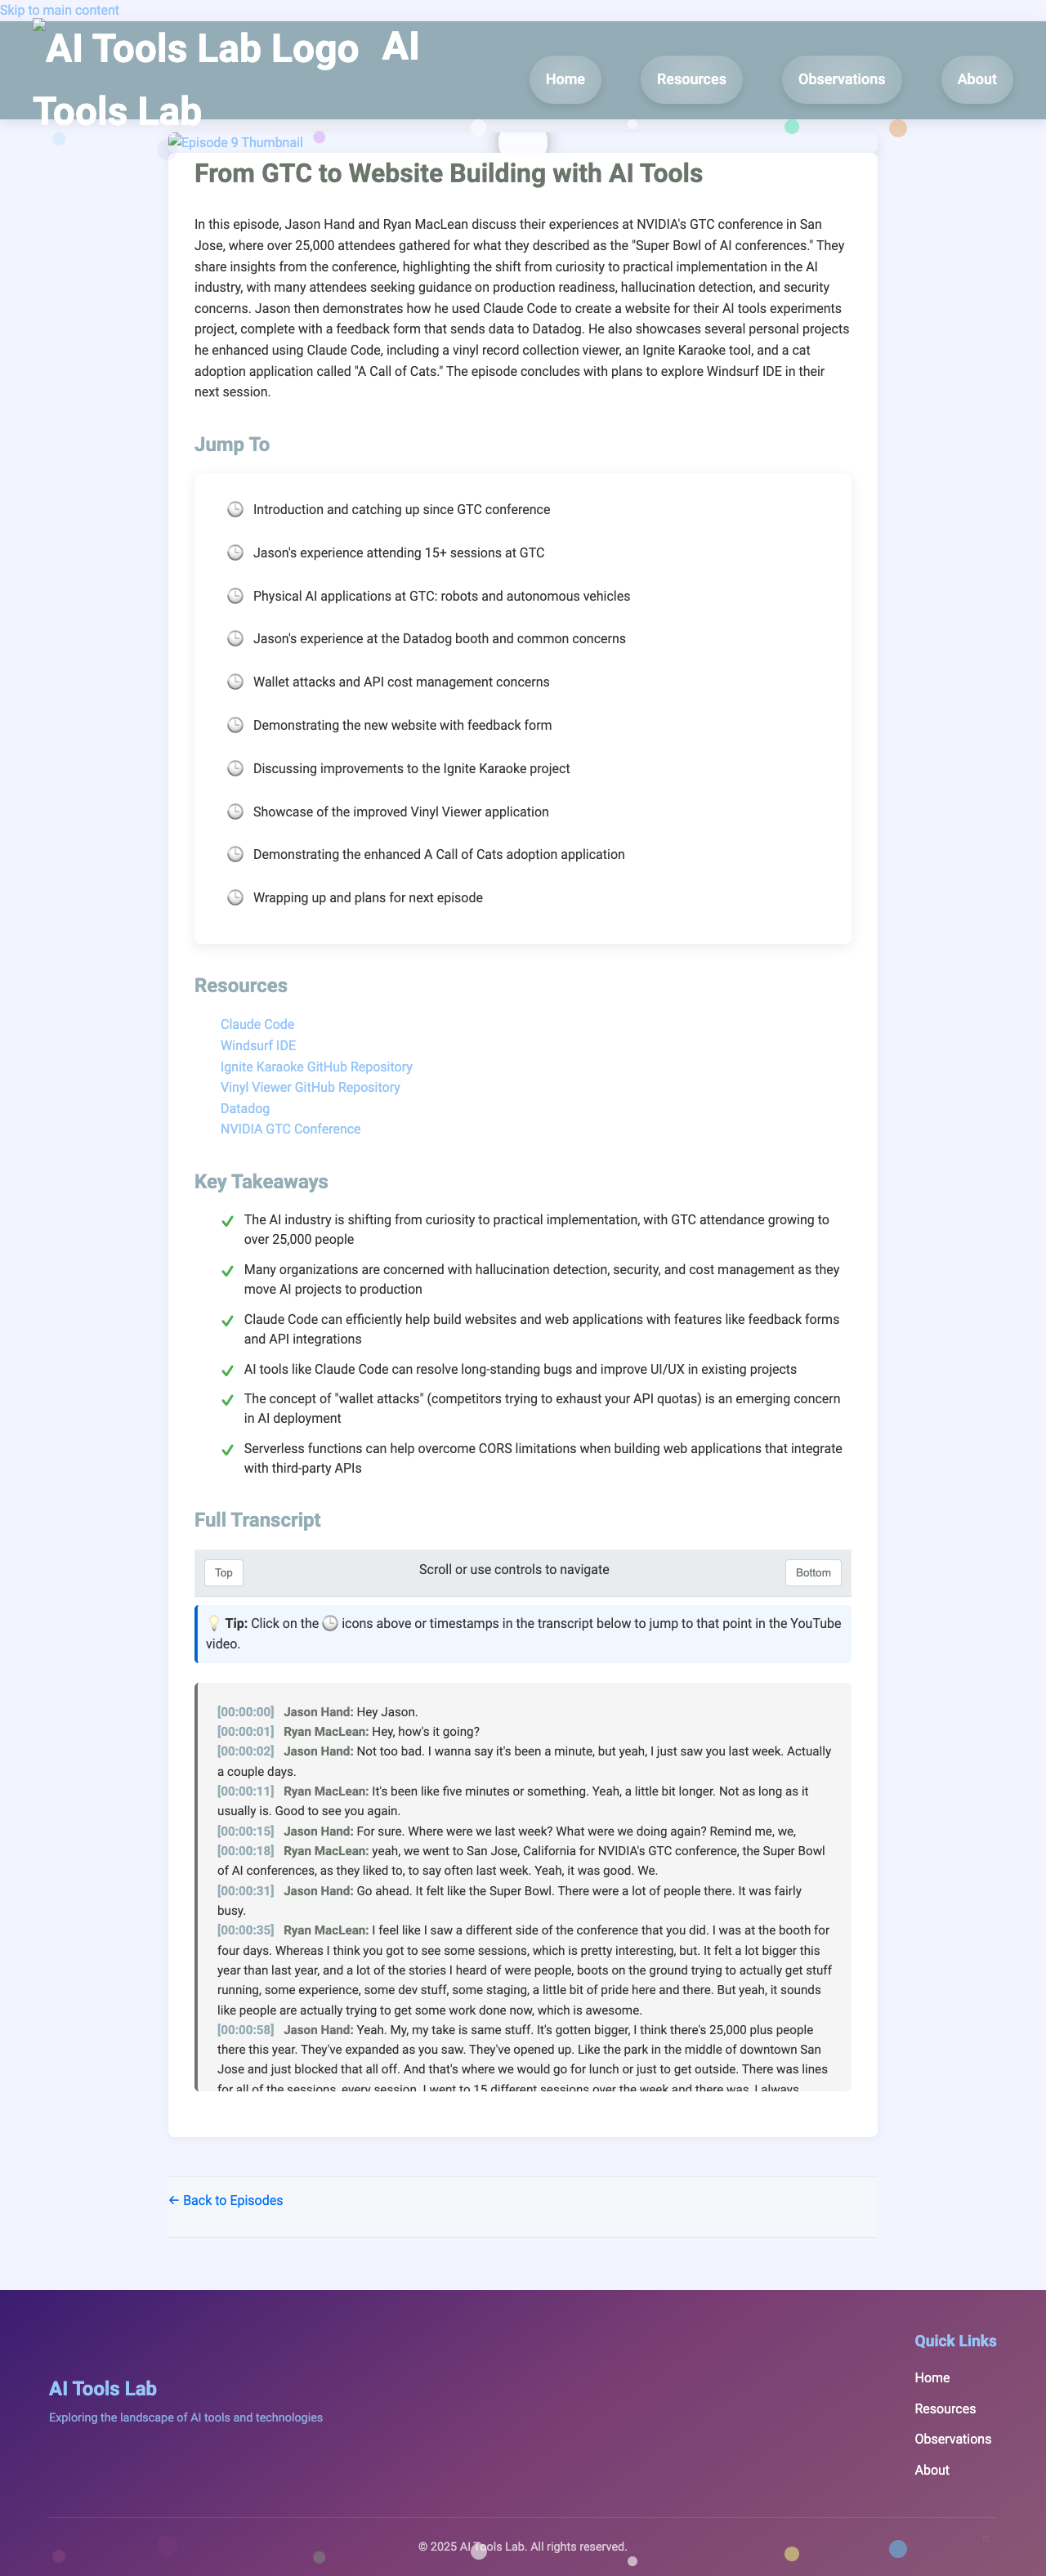 Skip to main content
AI Tools Lab Logo AI
Tools Lab
Home
Resources
Observations
About
Episode 9 Thumbnail
From GTC to Website Building with AI Tools
In this episode, Jason Hand and Ryan MacLean discuss their experiences at NVIDIA's GTC conference in San
Jose, where over 25,000 attendees gathered for what they described as the "Super Bowl of AI conferences." They
share insights from the conference, highlighting the shift from curiosity to practical implementation in the AI
industry, with many attendees seeking guidance on production readiness, hallucination detection, and security
concerns. Jason then demonstrates how he used Claude Code to create a website for their AI tools experiments
project, complete with a feedback form that sends data to Datadog. He also showcases several personal projects
he enhanced using Claude Code, including a vinyl record collection viewer, an Ignite Karaoke tool, and a cat
adoption application called "A Call of Cats." The episode concludes with plans to explore Windsurf IDE in their
next session.
Jump To
🕒 Introduction and catching up since GTC conference
🕒 Jason's experience attending 15+ sessions at GTC
🕒 Physical AI applications at GTC: robots and autonomous vehicles
🕒 Jason's experience at the Datadog booth and common concerns
🕒 Wallet attacks and API cost management concerns
🕒 Demonstrating the new website with feedback form
🕒 Discussing improvements to the Ignite Karaoke project
🕒 Showcase of the improved Vinyl Viewer application
🕒 Demonstrating the enhanced A Call of Cats adoption application
🕒 Wrapping up and plans for next episode
Resources
Claude Code
Windsurf IDE
Ignite Karaoke GitHub Repository
Vinyl Viewer GitHub Repository
Datadog
NVIDIA GTC Conference
Key Takeaways
✓ The AI industry is shifting from curiosity to practical implementation, with GTC attendance growing to
over 25,000 people
✓ Many organizations are concerned with hallucination detection, security, and cost management as they
move AI projects to production
✓ Claude Code can efficiently help build websites and web applications with features like feedback forms
and API integrations
✓ AI tools like Claude Code can resolve long-standing bugs and improve UI/UX in existing projects
✓ The concept of "wallet attacks" (competitors trying to exhaust your API quotas) is an emerging concern
in AI deployment
✓ Serverless functions can help overcome CORS limitations when building web applications that integrate
with third-party APIs
Full Transcript
Top
Scroll or use controls to navigate
Bottom
💡 Tip: Click on the 🕒 icons above or timestamps in the transcript below to jump to that point in the YouTube
video.
[00:00:00] Jason Hand: Hey Jason.
[00:00:01] Ryan MacLean: Hey, how's it going?
[00:00:02] Jason Hand: Not too bad. I wanna say it's been a minute, but yeah, I just saw you last week. Actually
a couple days.
[00:00:11] Ryan MacLean: It's been like five minutes or something. Yeah, a little bit longer. Not as long as it
usually is. Good to see you again.
[00:00:15] Jason Hand: For sure. Where were we last week? What were we doing again? Remind me, we,
[00:00:18] Ryan MacLean: yeah, we went to San Jose, California for NVIDIA's GTC conference, the Super Bowl
of AI conferences, as they liked to, to say often last week. Yeah, it was good. We.
[00:00:31] Jason Hand: Go ahead. It felt like the Super Bowl. There were a lot of people there. It was fairly
busy.
[00:00:35] Ryan MacLean: I feel like I saw a different side of the conference that you did. I was at the booth for
four days. Whereas I think you got to see some sessions, which is pretty interesting, but. It felt a lot bigger this
year than last year, and a lot of the stories I heard of were people, boots on the ground trying to actually get stuff
running, some experience, some dev stuff, some staging, a little bit of pride here and there. But yeah, it sounds
like people are actually trying to get some work done now, which is awesome.
[00:00:58] Jason Hand: Yeah. My, my take is same stuff. It's gotten bigger, I think there's 25,000 plus people
there this year. They've expanded as you saw. They've opened up. Like the park in the middle of downtown San
Jose and just blocked that all off. And that's where we would go for lunch or just to get outside. There was lines
for all of the sessions, every session. I went to 15 different sessions over the week and there was, I always
← Back to Episodes
AI Tools Lab
Exploring the landscape of AI tools and technologies
Quick Links
Home
Resources
Observations
About
© 2025 AI Tools Lab. All rights reserved.